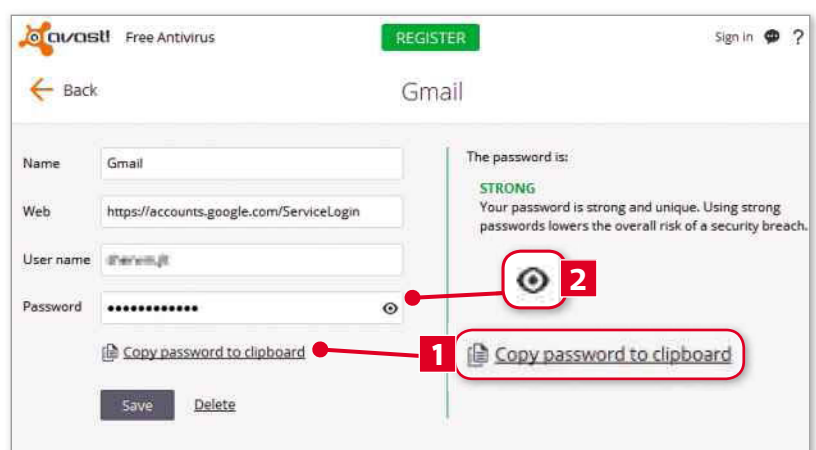 avast! Free Antivirus REGISTER Sign in ?
Back Gmail
Name Gmail
Web https://accounts.google.com/ServiceLogin
User name
Password ••••••••••••
Copy password to clipboard
Save Delete
The password is:
STRONG
Your password is strong and unique. Using strong
passwords lowers the overall risk of a security breach.
2
1 Copy password to clipboard